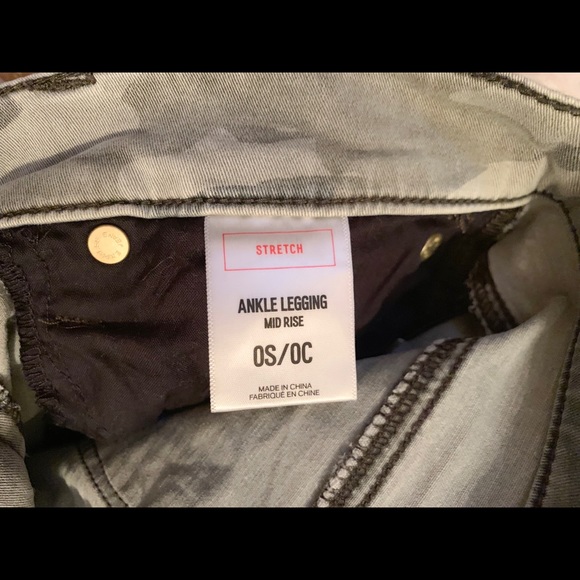 STRETCH
ANKLE LEGGING
MID RISE
0S/0C
MADE IN CHINA
FABRIQUÉ EN CHINE